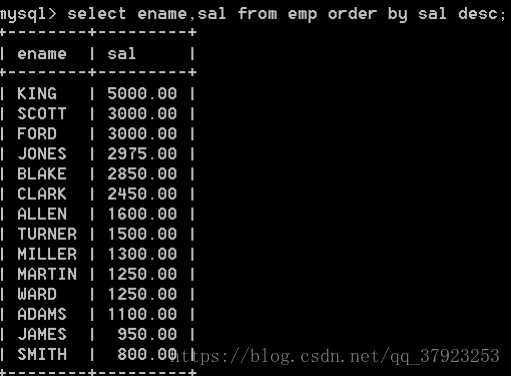 mysql> select ename,sal from emp order by sal desc;
+--------+---------+
| ename  | sal     |
+--------+---------+
| KING   | 5000.00 |
| SCOTT  | 3000.00 |
| FORD   | 3000.00 |
| JONES  | 2975.00 |
| BLAKE  | 2850.00 |
| CLARK  | 2450.00 |
| ALLEN  | 1600.00 |
| TURNER | 1500.00 |
| MILLER | 1300.00 |
| MARTIN | 1250.00 |
| WARD   | 1250.00 |
| ADAMS  | 1100.00 |
| JAMES  |  950.00 |
| SMITH  |  800.00 |
https://blog.csdn.net/qq_37923253
+--------+---------+